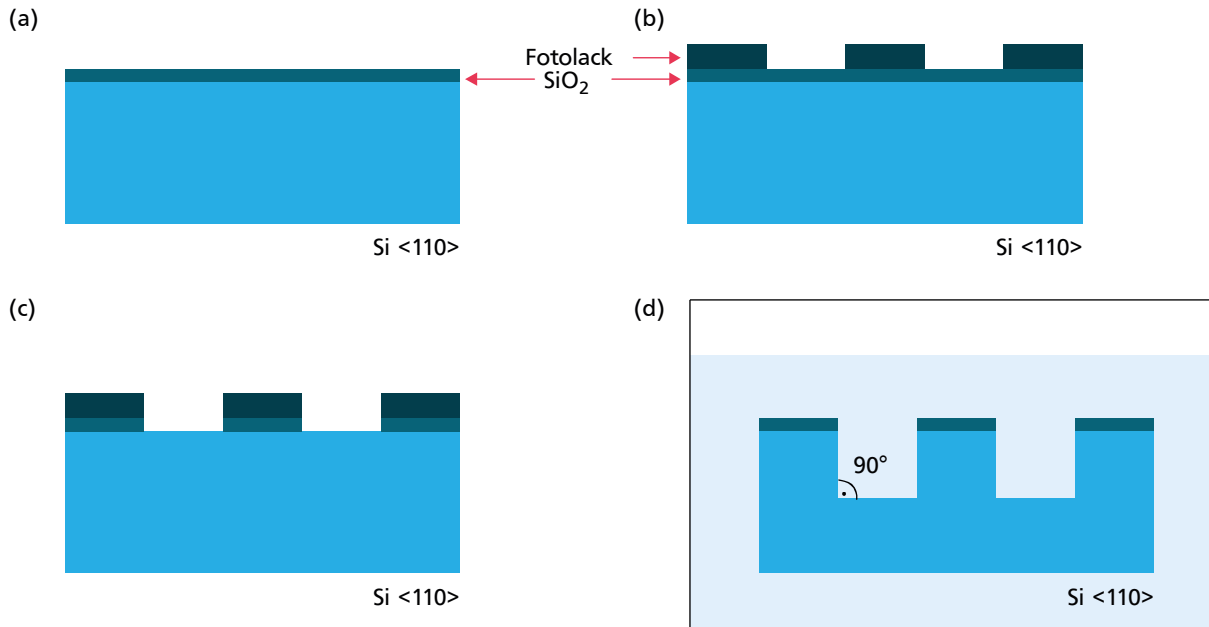 (a)
(b)
Fotolack
SiO₂
Si <110>
Si <110>
(c)
(d)
90°
Si <110>
Si <110>